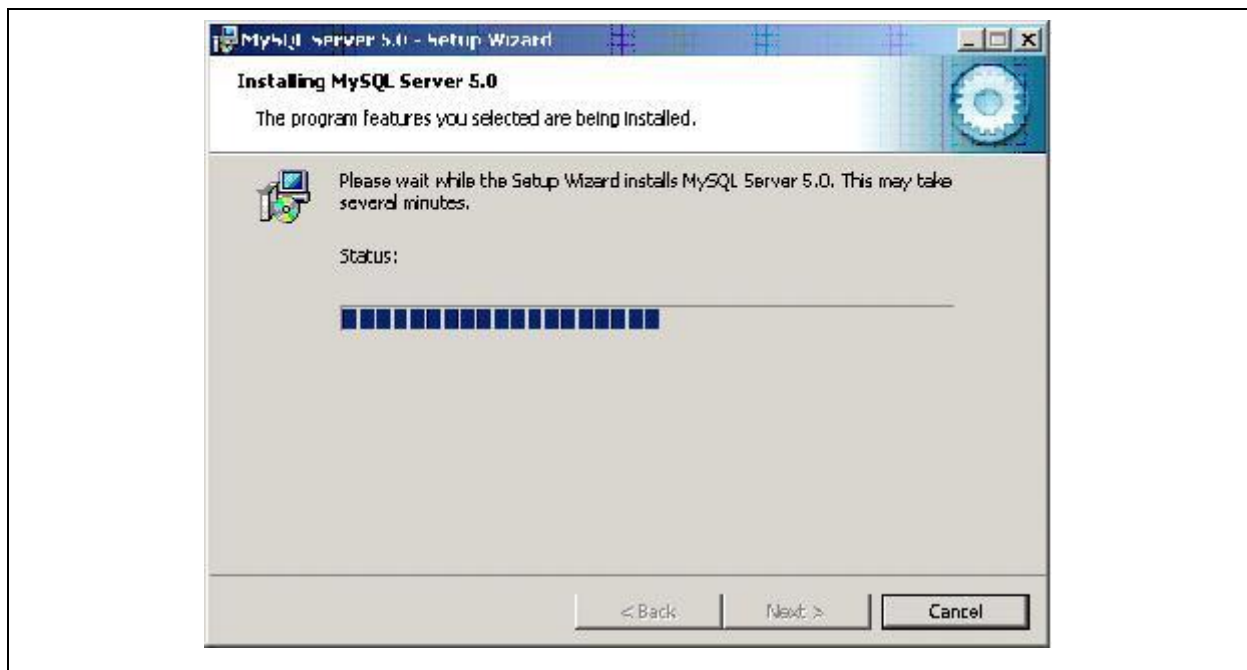 MySQL Server 5.0 - Setup Wizard
Installing MySQL Server 5.0
The program features you selected are being installed.
Please wait while the Setup Wizard installs MySQL Server 5.0. This may take
several minutes.
Status:
< Back
Next >
Cancel